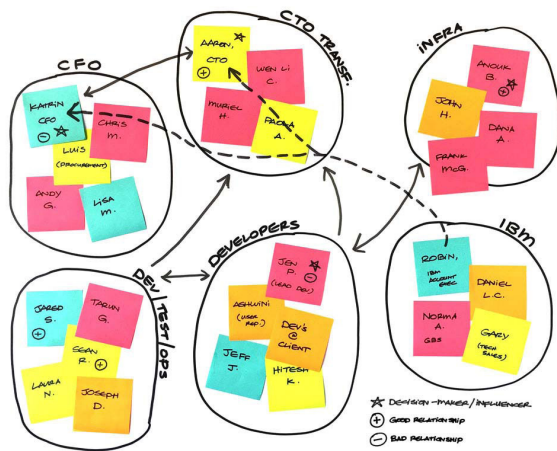 CFO
KATRIN
CFO
CHRIS
M.
LUIS
(PROCUREMENT)
ANDY
G.
LISA
M.
CTO TRANSF.
AARON,
CTO
WEN LI
C.
MURIEL
H.
PAOLA
A.
INFRA
ANOUK
B.
JOHN
H.
DANA
A.
FRANK
McG.
DEV/TEST/OPS
JARED
S.
TARUN
G.
SEAN
R.
LAURA
N.
JOSEPH
D.
DEVELOPERS
JEN
P.
(LEAD DEV)
ASHWINI
(USER REP.)
DEV'S
@
CLIENT
JEFF
J.
HITESH
K.
IBM
ROBIN,
IBM
ACCOUNT
EXEC
DANIEL
L.C.
NORMA
A.
GBS
GARY
(TECH
SALES)
DECISION-MAKER/INFLUENCER
+ GOOD RELATIONSHIP
- BAD RELATIONSHIP